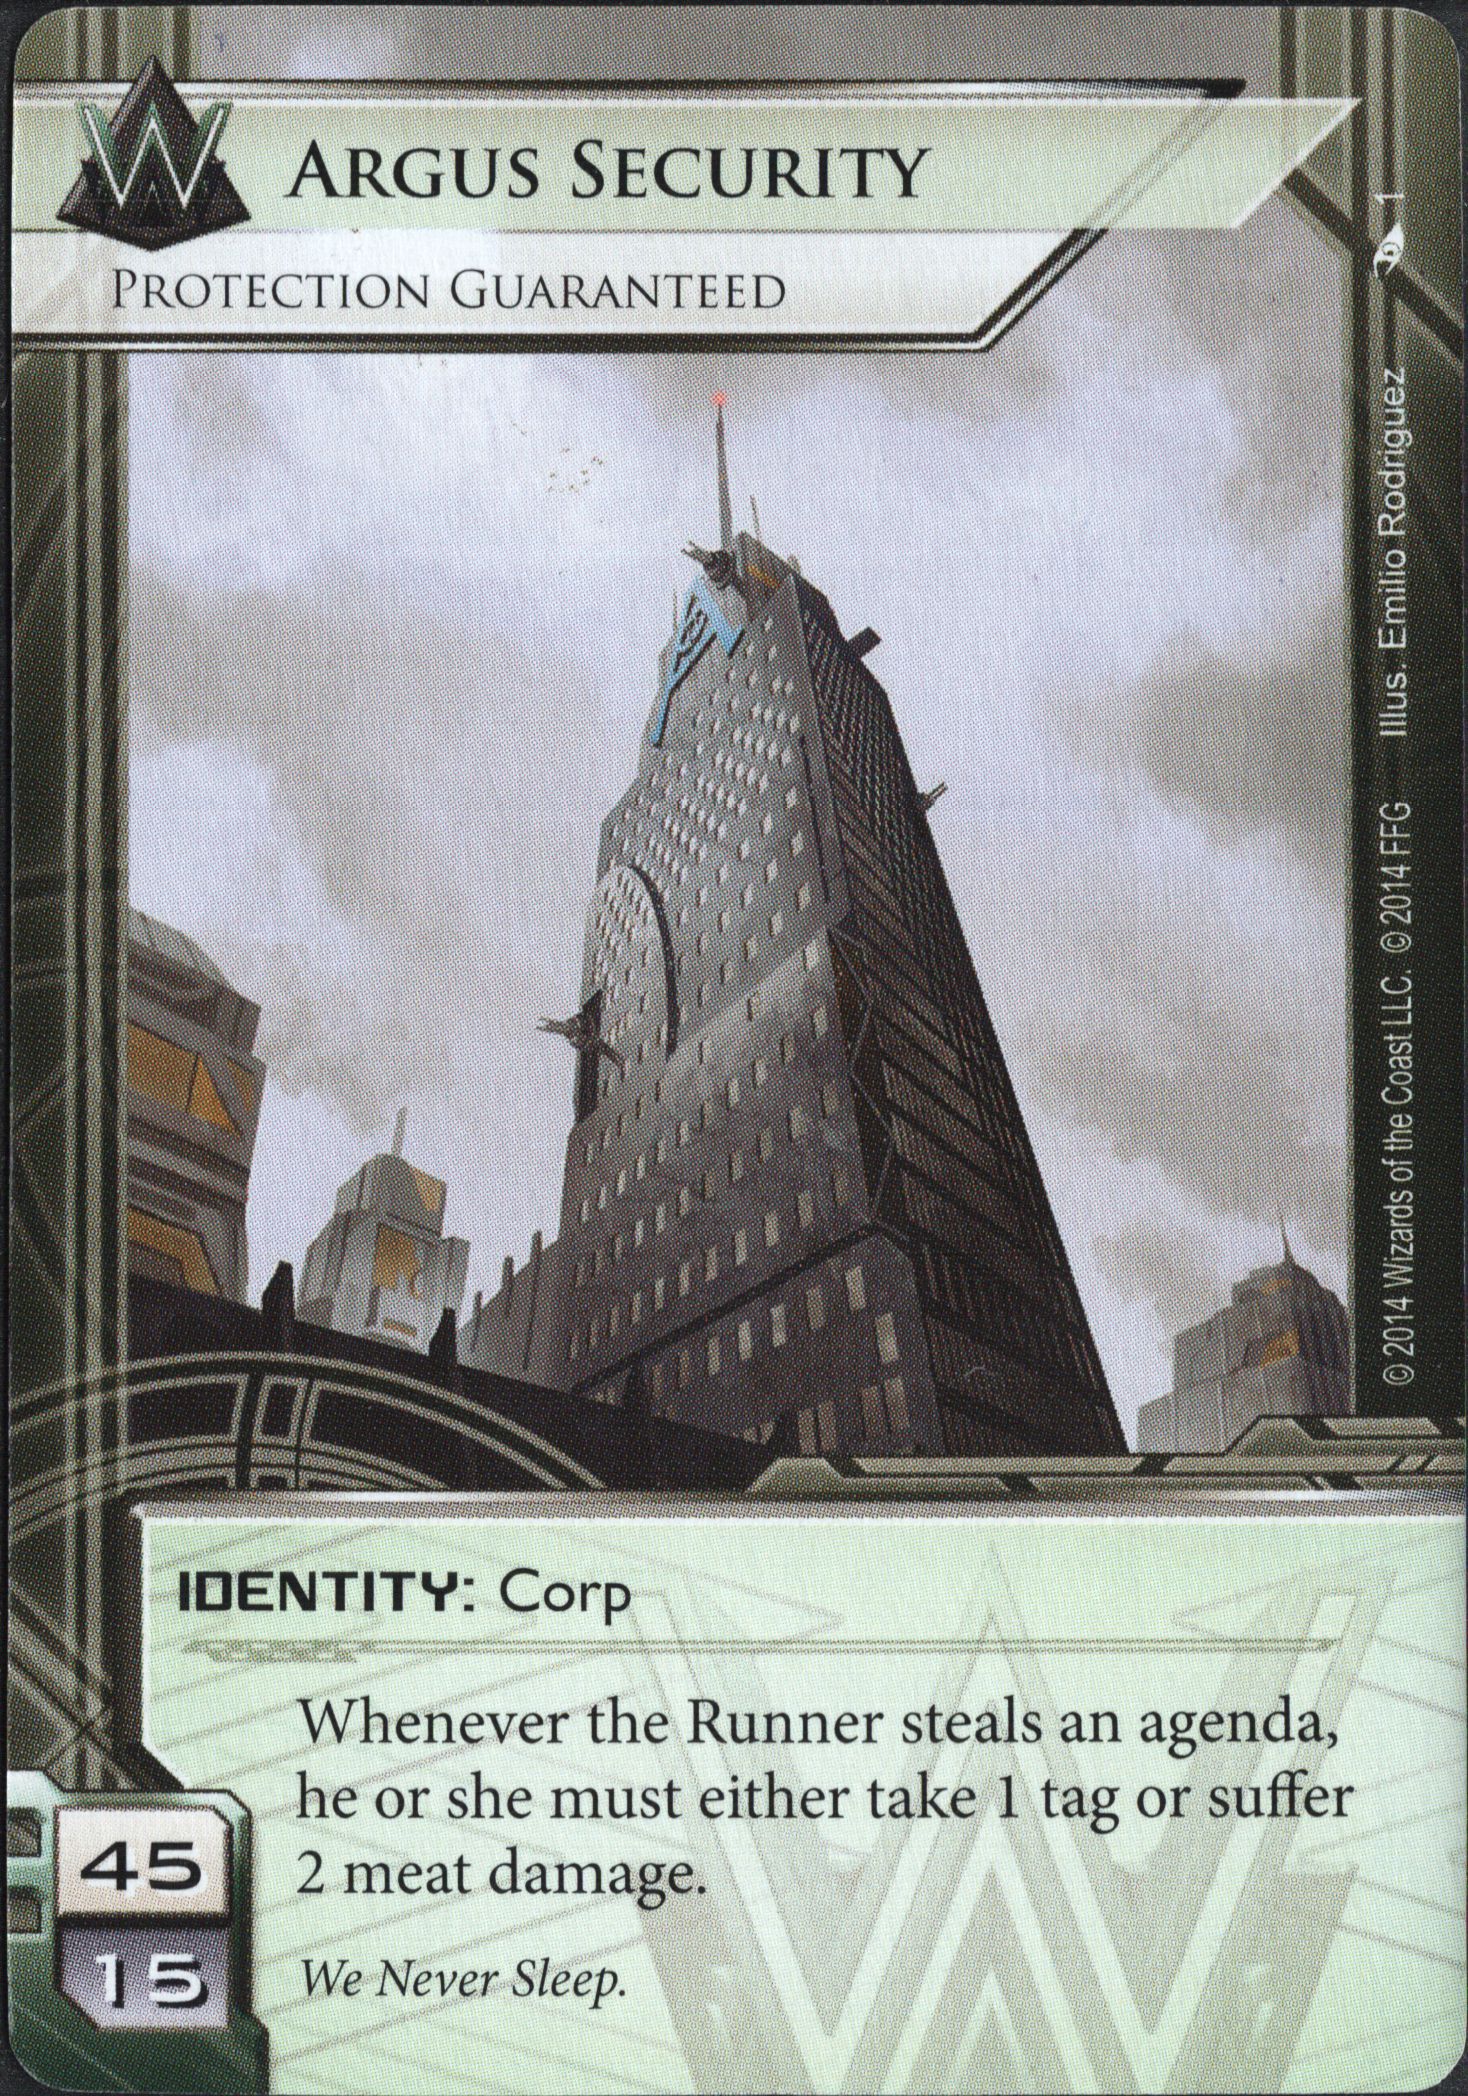 W
ARGUS SECURITY
PROTECTION GUARANTEED
1
Illus. Emilio Rodriguez
© 2014 Wizards of the Coast LLC. © 2014 FFG
IDENTITY: Corp
Whenever the Runner steals an agenda,
he or she must either take 1 tag or suffer
2 meat damage.
We Never Sleep.
45
15